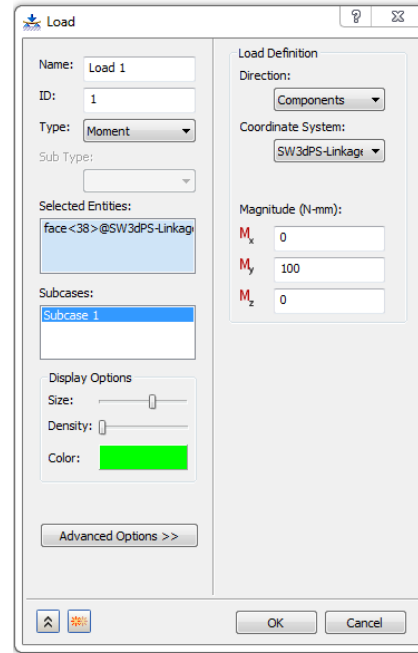 Load
Name: Load 1
ID: 1
Type: Moment
Sub Type:
Selected Entities:
face<38>@SW3dPS-Linkag
Subcases:
Subcase 1
Display Options
Size:
Density:
Color:
Advanced Options >>
Load Definition
Direction:
Components
Coordinate System:
SW3dPS-Linkage
Magnitude (N-mm):
Mx 0
My 100
Mz 0
OK Cancel